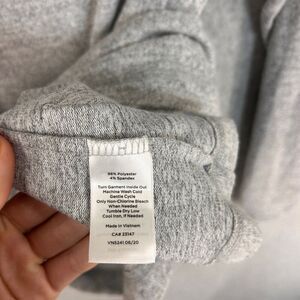 96% Polyester
4% Spandex
Turn Garment Inside Out
Machine Wash Cold
Gentle Cycle
Only Non-Chlorine Bleach
When Needed
Tumble Dry Low
Cool Iron, If Needed
Made in Vietnam
CA# 23147
VN5241 05/20